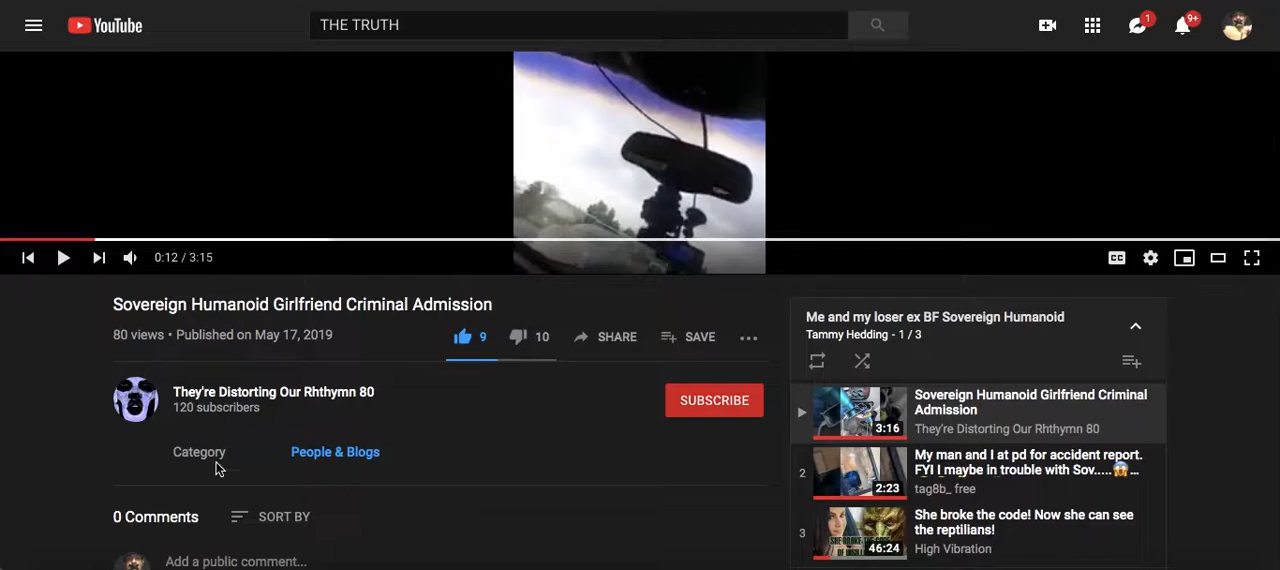 YouTube
THE TRUTH
1
9+
CC
0:12 / 3:15
Sovereign Humanoid Girlfriend Criminal Admission
80 views • Published on May 17, 2019
9
10
SHARE
SAVE
They're Distorting Our Rhthymn 80
120 subscribers
SUBSCRIBE
Category
People & Blogs
0 Comments
SORT BY
Add a public comment...
Me and my loser ex BF Sovereign Humanoid
Tammy Hedding - 1 / 3
3:16
Sovereign Humanoid Girlfriend Criminal
Admission
They're Distorting Our Rhthymn 80
2
2:23
My man and I at pd for accident report.
FYI I maybe in trouble with Sov.....😱...
tag8b_ free
3
46:24
She broke the code! Now she can see
the reptilians!
High Vibration